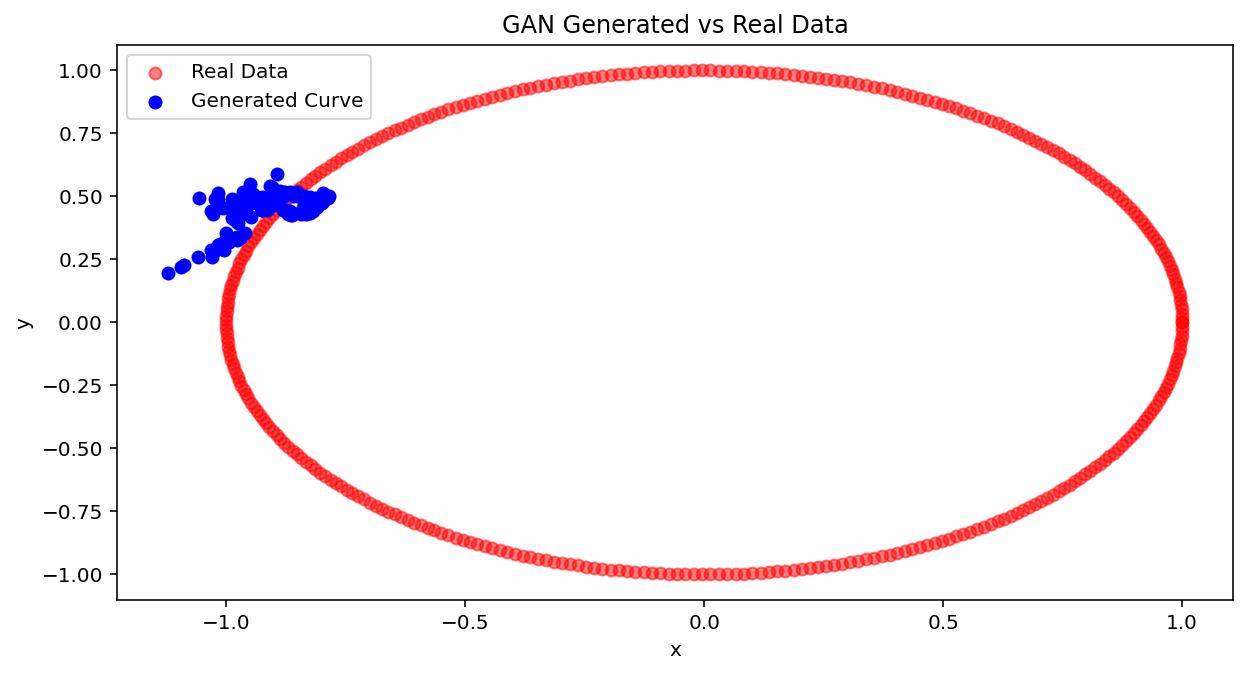 GAN Generated vs Real Data
Real Data
Generated Curve
1.00
0.75
0.50
0.25
0.00
−0.25
−0.50
−0.75
−1.00
y
−1.0 −0.5 0.0 0.5 1.0
x